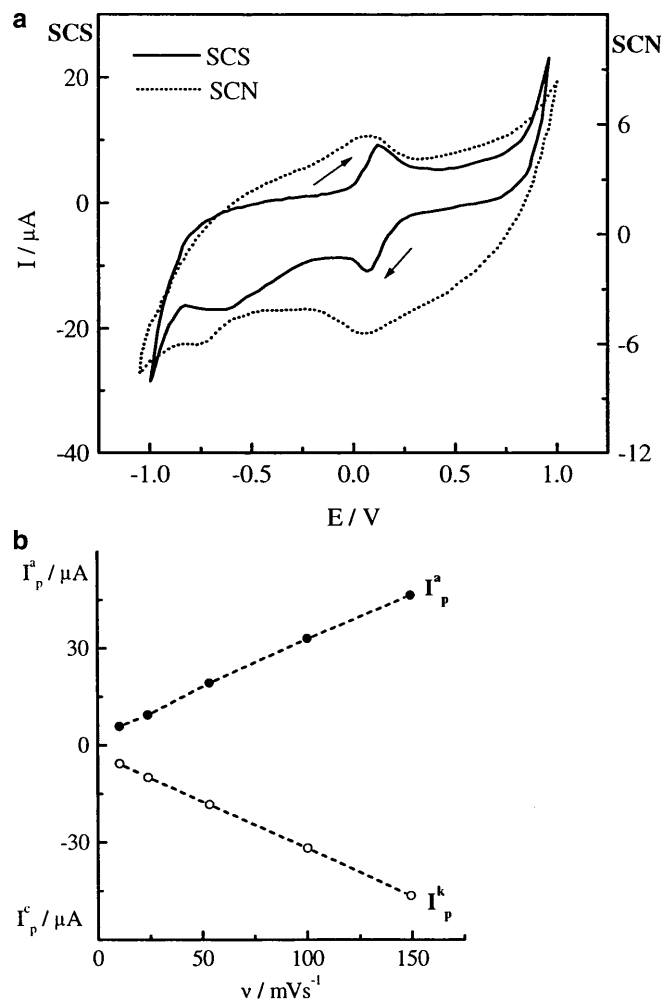 a
SCS
SCN
SCS
SCN
20
0
-20
-40
6
0
-6
-12
I / μA
-1.0 -0.5 0.0 0.5 1.0
E / V
b
I^a_p / μA
I^a_p
30
0
-30
I^k_p
I^c_p / μA
0 50 100 150
ν / mVs^-1